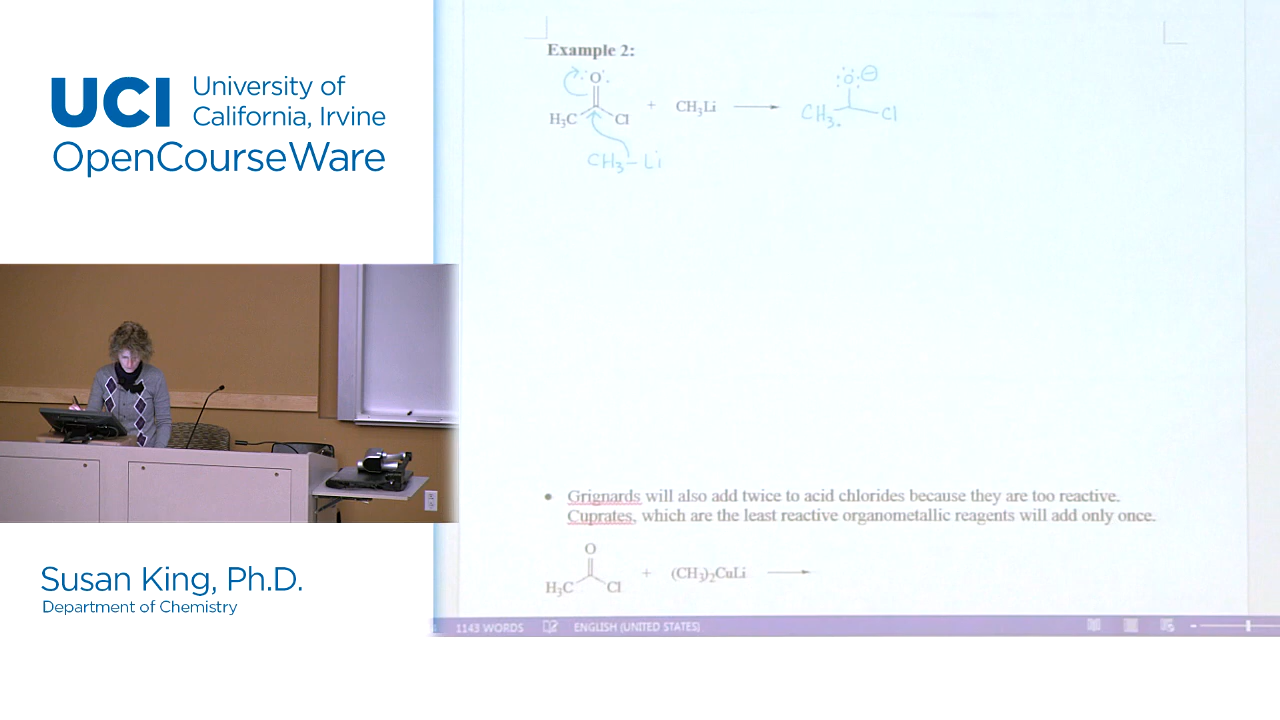 UCI University of
California, Irvine
OpenCourseWare
Example 2:
O
H₃C Cl + CH₃Li
CH₃–Li
O ⊖
CH₃ Cl
Grignards will also add twice to acid chlorides because they are too reactive.
Cuprates, which are the least reactive organometallic reagents will add only once.
O
H₃C Cl + (CH₃)₂CuLi
1143 WORDS ENGLISH (UNITED STATES)
Susan King, Ph.D.
Department of Chemistry